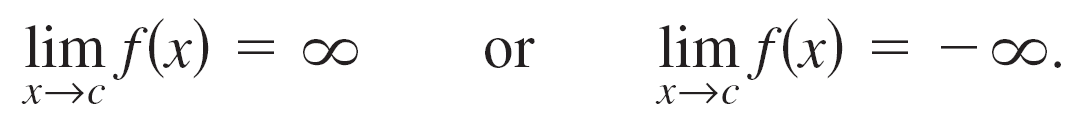 lim f(x) = ∞ or lim f(x) = −∞.
x→c x→c